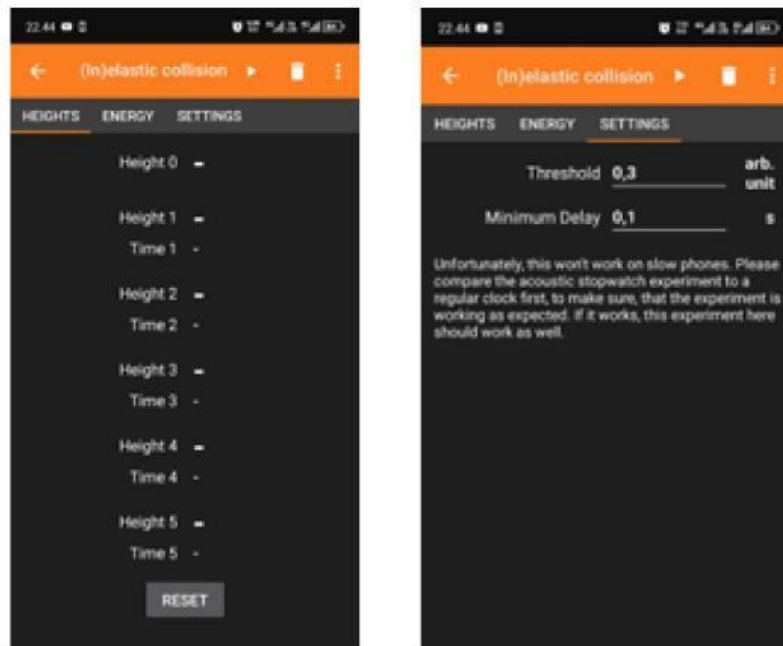 22.44
(In)elastic collision
HEIGHTS ENERGY SETTINGS
Height 0 -
Height 1 -
Time 1 -
Height 2 -
Time 2 -
Height 3 -
Time 3 -
Height 4 -
Time 4 -
Height 5 -
Time 5 -
RESET
22.44
(In)elastic collision
HEIGHTS ENERGY SETTINGS
Threshold 0,3 arb. unit
Minimum Delay 0,1 s
Unfortunately, this won't work on slow phones. Please
compare the acoustic stopwatch experiment to a
regular clock first, to make sure, that the experiment is
working as expected. If it works, this experiment here
should work as well.